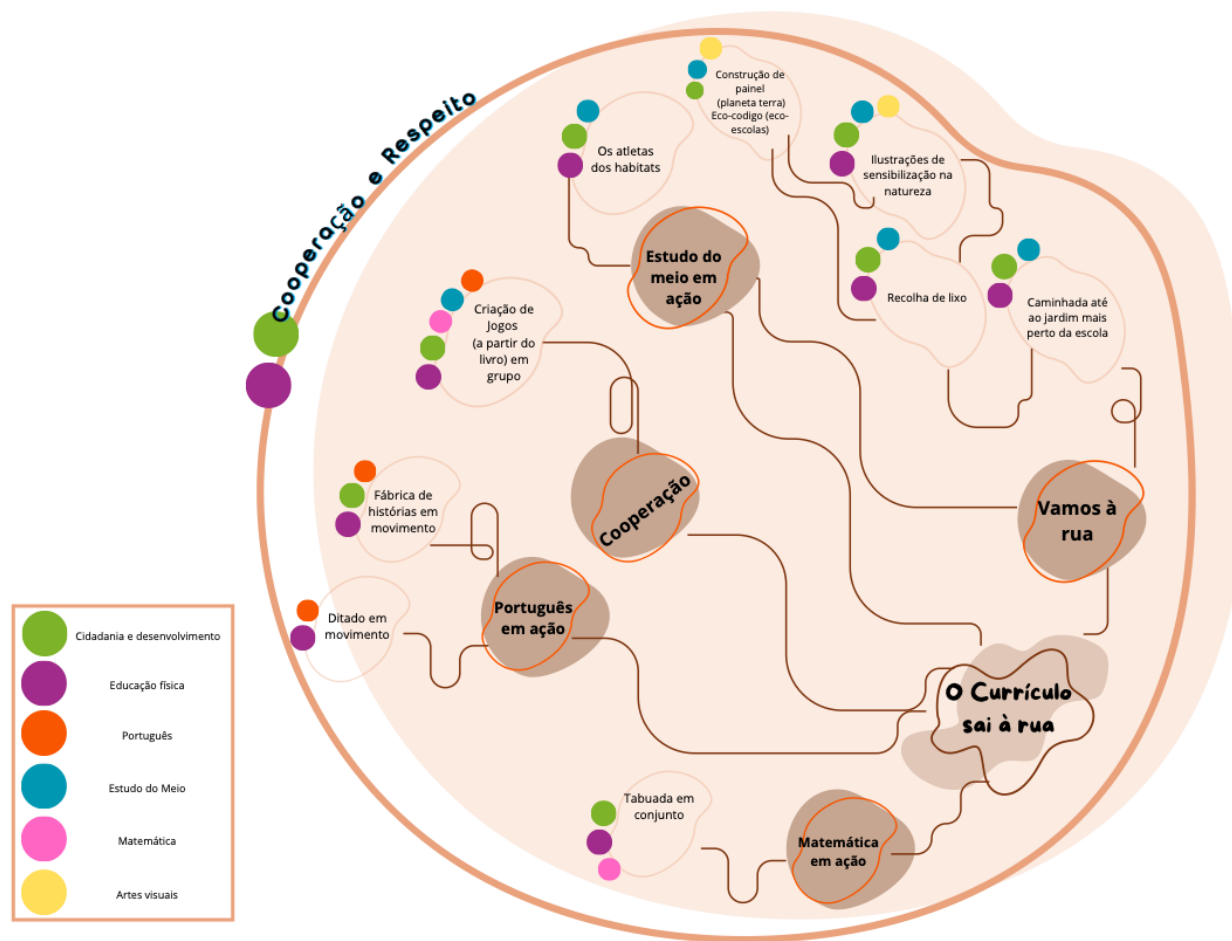 Cooperação e Respeito
Construção de
painel
(planeta terra)
Eco-codigo (eco-
escolas)
Os atletas
dos habitats
Ilustrações de
sensibilização na
natureza
Estudo do
meio em
ação
Recolha de lixo
Caminhada até
ao jardim mais
perto da escola
Criação de
Jogos
(a partir do
livro) em
grupo
Cooperação
Vamos à
rua
Fábrica de
histórias em
movimento
Ditado em
movimento
Português
em ação
O Currículo
sai à rua
Tabuada em
conjunto
Matemática
em ação
Cidadania e desenvolvimento
Educação física
Português
Estudo do Meio
Matemática
Artes visuais